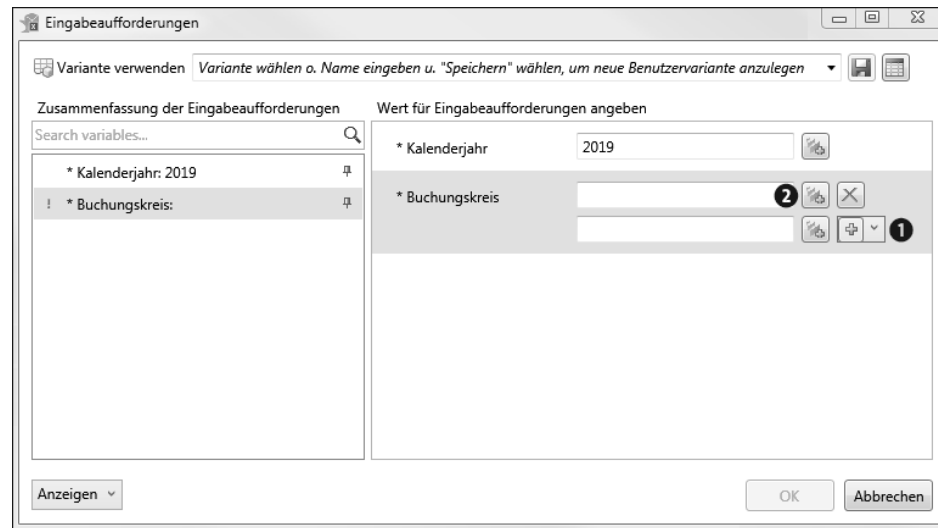 Eingabeaufforderungen
Variante verwenden Variante wählen o. Name eingeben u. "Speichern" wählen, um neue Benutzervariante anzulegen
Zusammenfassung der Eingabeaufforderungen Wert für Eingabeaufforderungen angeben
Search variables...
* Kalenderjahr 2019
* Kalenderjahr: 2019
! * Buchungskreis:
* Buchungskreis 2
1
Anzeigen OK Abbrechen